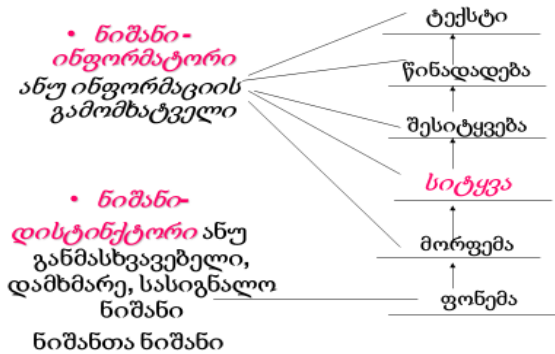 • ნიშანი-
ინფორმატორი
ანუ ინფორმაციის
გამომხატველი
• ნიშანი-
დისტინქტორი ანუ
განმასხვავებელი,
დამხმარე, სასიგნალო
ნიშანი
ნიშანთა ნიშანი
ტექსტი
წინადადება
შესიტყვება
სიტყვა
მორფემა
ფონემა